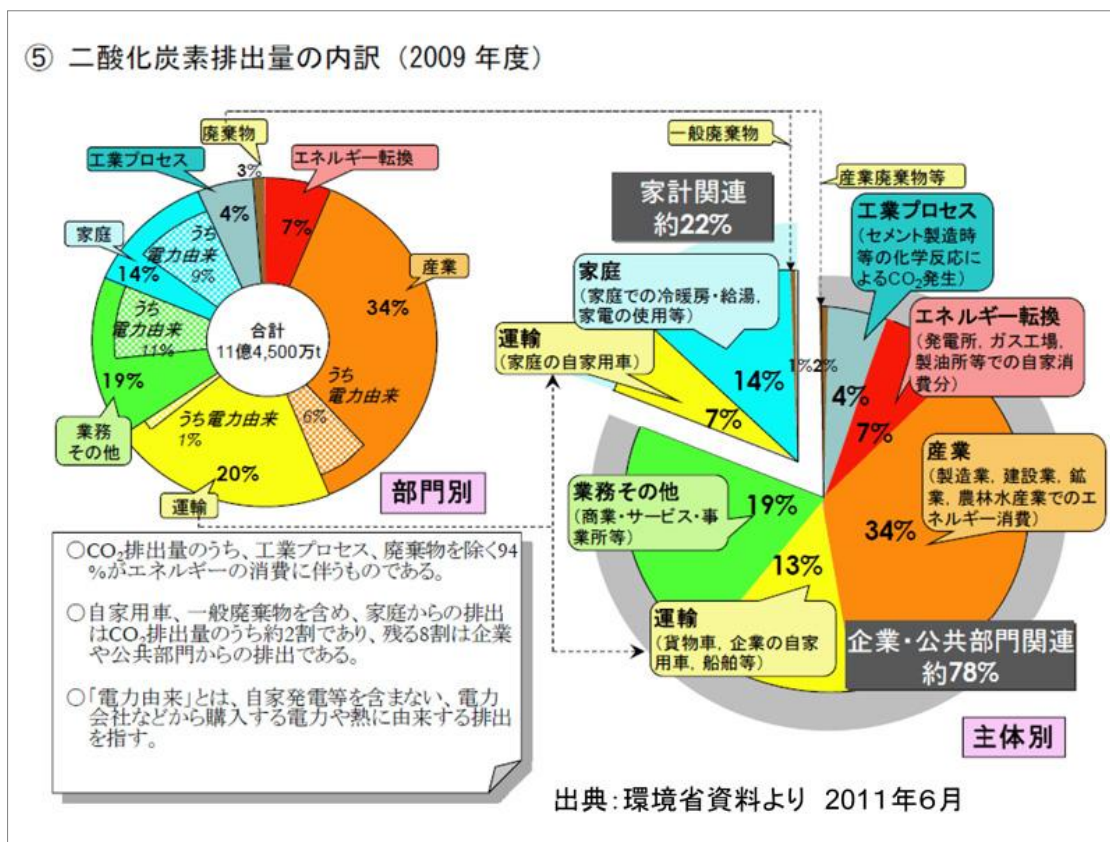 ⑤ 二酸化炭素排出量の内訳（2009 年度）
廃棄物
3%
工業プロセス
4%
エネルギー転換
7%
家庭
14%
うち
電力由来
9%
産業
34%
うち
電力由来
6%
合計
11億4,500万t
うち
電力由来
11%
19%
業務
その他
うち電力由来
1%
20%
運輸
部門別
一般廃棄物
産業廃棄物等
家計関連
約22%
工業プロセス
（セメント製造時
等の化学反応に
よるCO₂発生）
家庭
（家庭での冷暖房・給湯，
家電の使用等）
運輸
（家庭の自家用車）
エネルギー転換
（発電所，ガス工場，
製油所等での自家消
費分）
14%
1%
2%
4%
7%
7%
産業
（製造業，建設業，鉱
業，農林水産業でのエ
ネルギー消費）
34%
業務その他
（商業・サービス・事
業所等）
19%
13%
運輸
（貨物車，企業の自家
用車，船舶等）
企業・公共部門関連
約78%
主体別
○CO₂排出量のうち、工業プロセス、廃棄物を除く94
%がエネルギーの消費に伴うものである。
○自家用車、一般廃棄物を含め、家庭からの排出
はCO₂排出量のうち約2割であり、残る8割は企業
や公共部門からの排出である。
○「電力由来」とは、自家発電等を含まない、電力
会社などから購入する電力や熱に由来する排出
を指す。
出典：環境省資料より 2011年６月